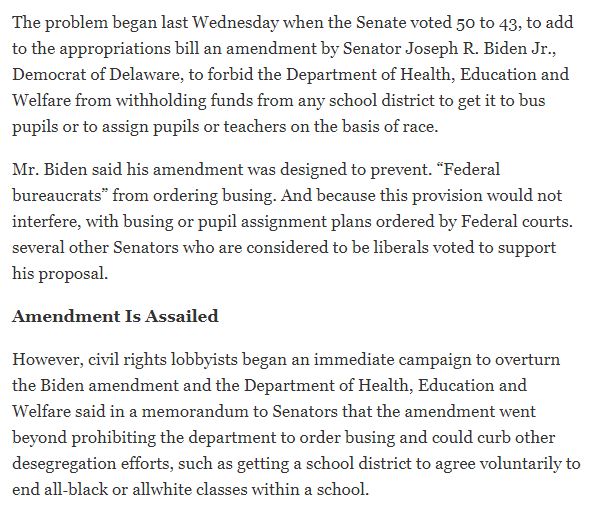 The problem began last Wednesday when the Senate voted 50 to 43, to add
to the appropriations bill an amendment by Senator Joseph R. Biden Jr.,
Democrat of Delaware, to forbid the Department of Health, Education and
Welfare from withholding funds from any school district to get it to bus
pupils or to assign pupils or teachers on the basis of race.
Mr. Biden said his amendment was designed to prevent. “Federal
bureaucrats” from ordering busing. And because this provision would not
interfere, with busing or pupil assignment plans ordered by Federal courts.
several other Senators who are considered to be liberals voted to support
his proposal.
Amendment Is Assailed
However, civil rights lobbyists began an immediate campaign to overturn
the Biden amendment and the Department of Health, Education and
Welfare said in a memorandum to Senators that the amendment went
beyond prohibiting the department to order busing and could curb other
desegregation efforts, such as getting a school district to agree voluntarily to
end all-black or allwhite classes within a school.